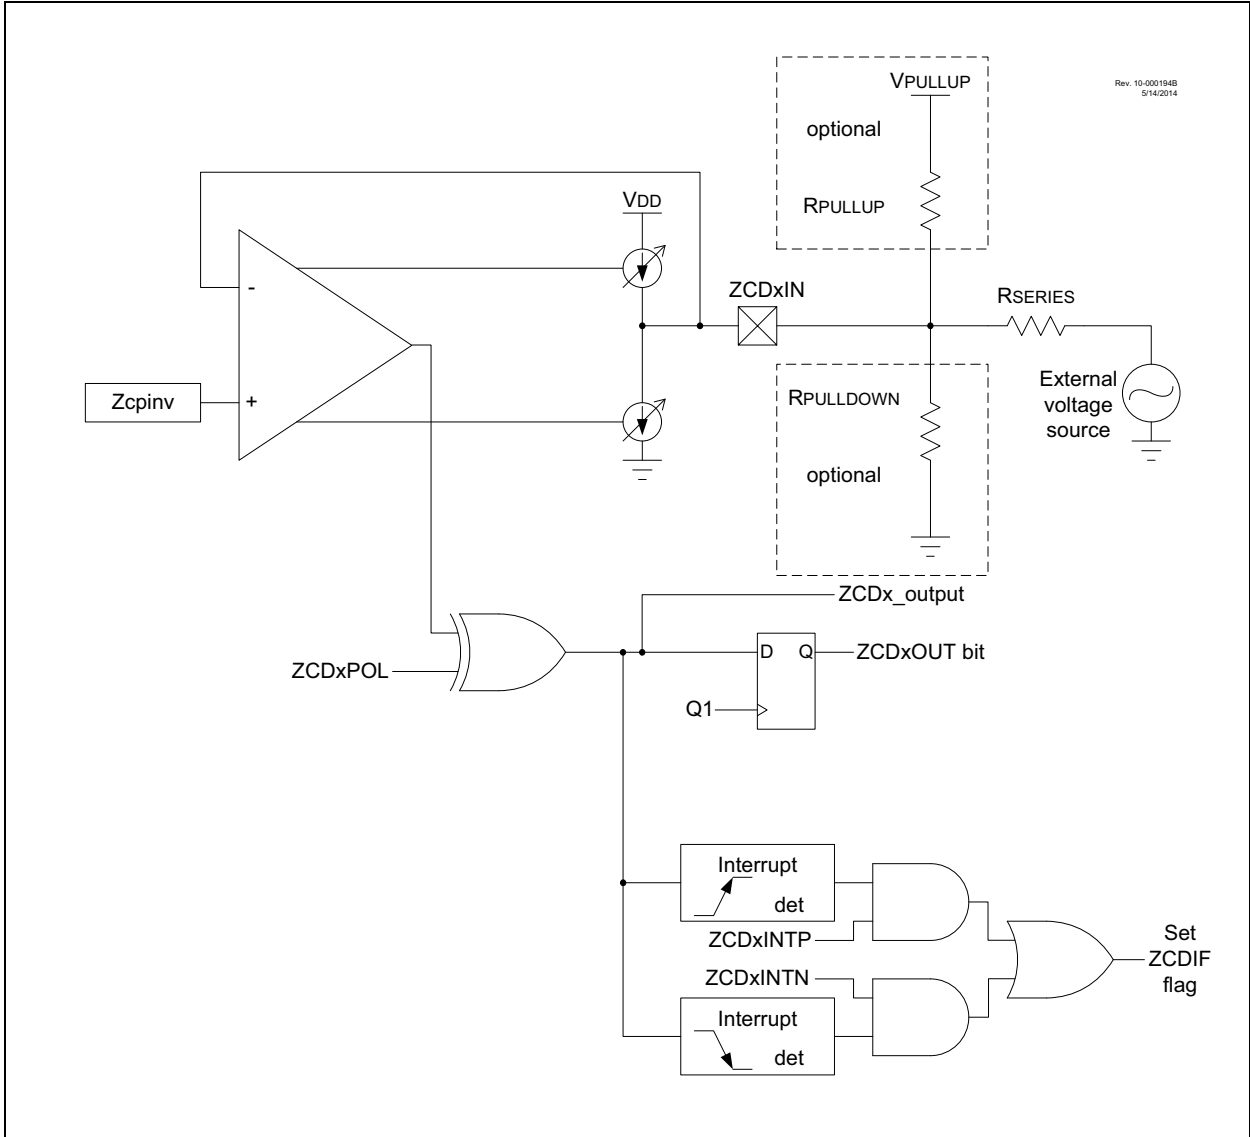 VPULLUP
Rev. 10-000194B
5/14/2014
optional
RPULLUP
VDD
ZCDxIN
RSERIES
-
Zcpinv
+
External
voltage
source
RPULLDOWN
optional
ZCDx_output
ZCDxPOL
D
Q
ZCDxOUT bit
Q1
Interrupt
det
ZCDxINTP
ZCDxINTN
Interrupt
det
Set
ZCDIF
flag